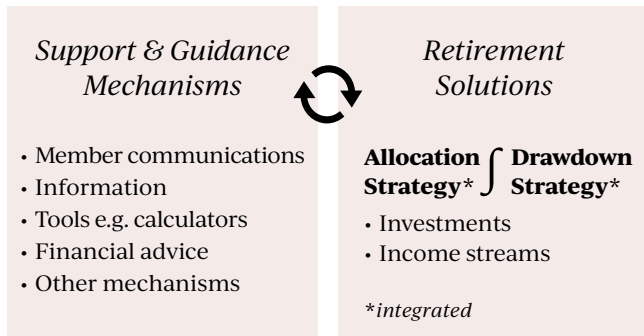 Support & Guidance
Mechanisms
• Member communications
• Information
• Tools e.g. calculators
• Financial advice
• Other mechanisms
Retirement
Solutions
Allocation ∫ Drawdown
Strategy* Strategy*
• Investments
• Income streams
*integrated